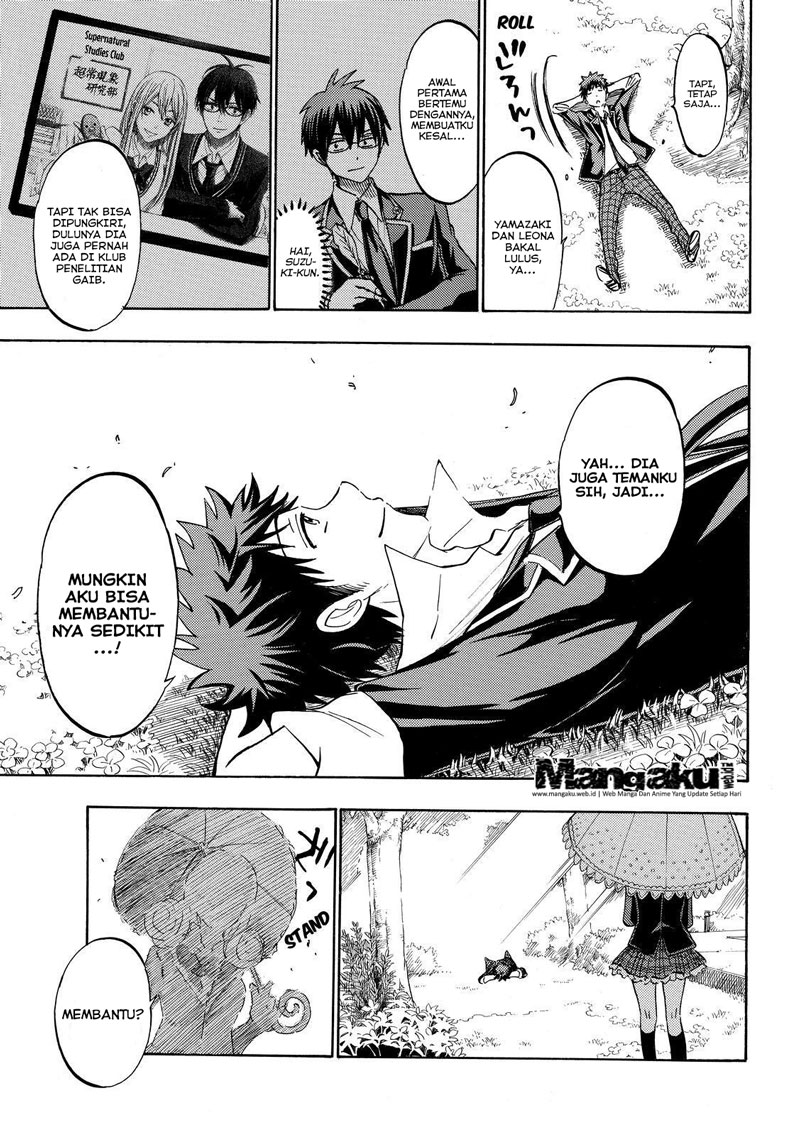 TAPI,
TETAP
SAJA...
ROLL
ごろん…
YAMAZAKI
DAN LEONA
BAKAL
LULUS,
YA...
AWAL
PERTAMA
BERTEMU
DENGANNYA,
MEMBUATKU
KESAL...
HAI,
SUZU-
KI-KUN.
Supernatural
Studies Club
超常現象
研究部
TAPI TAK BISA
DIPUNGKIRI,
DULUNYA DIA
JUGA PERNAH
ADA DI KLUB
PENELITIAN
GAIB.
YAH... DIA
JUGA TEMANKU
SIH, JADI...
MUNGKIN
AKU BISA
MEMBANTU-
NYA SEDIKIT
...!
Mangaku
www.mangaku.web.id | Web Manga Dan Anime Yang Update Setiap Hari
STAND
MEMBANTU?